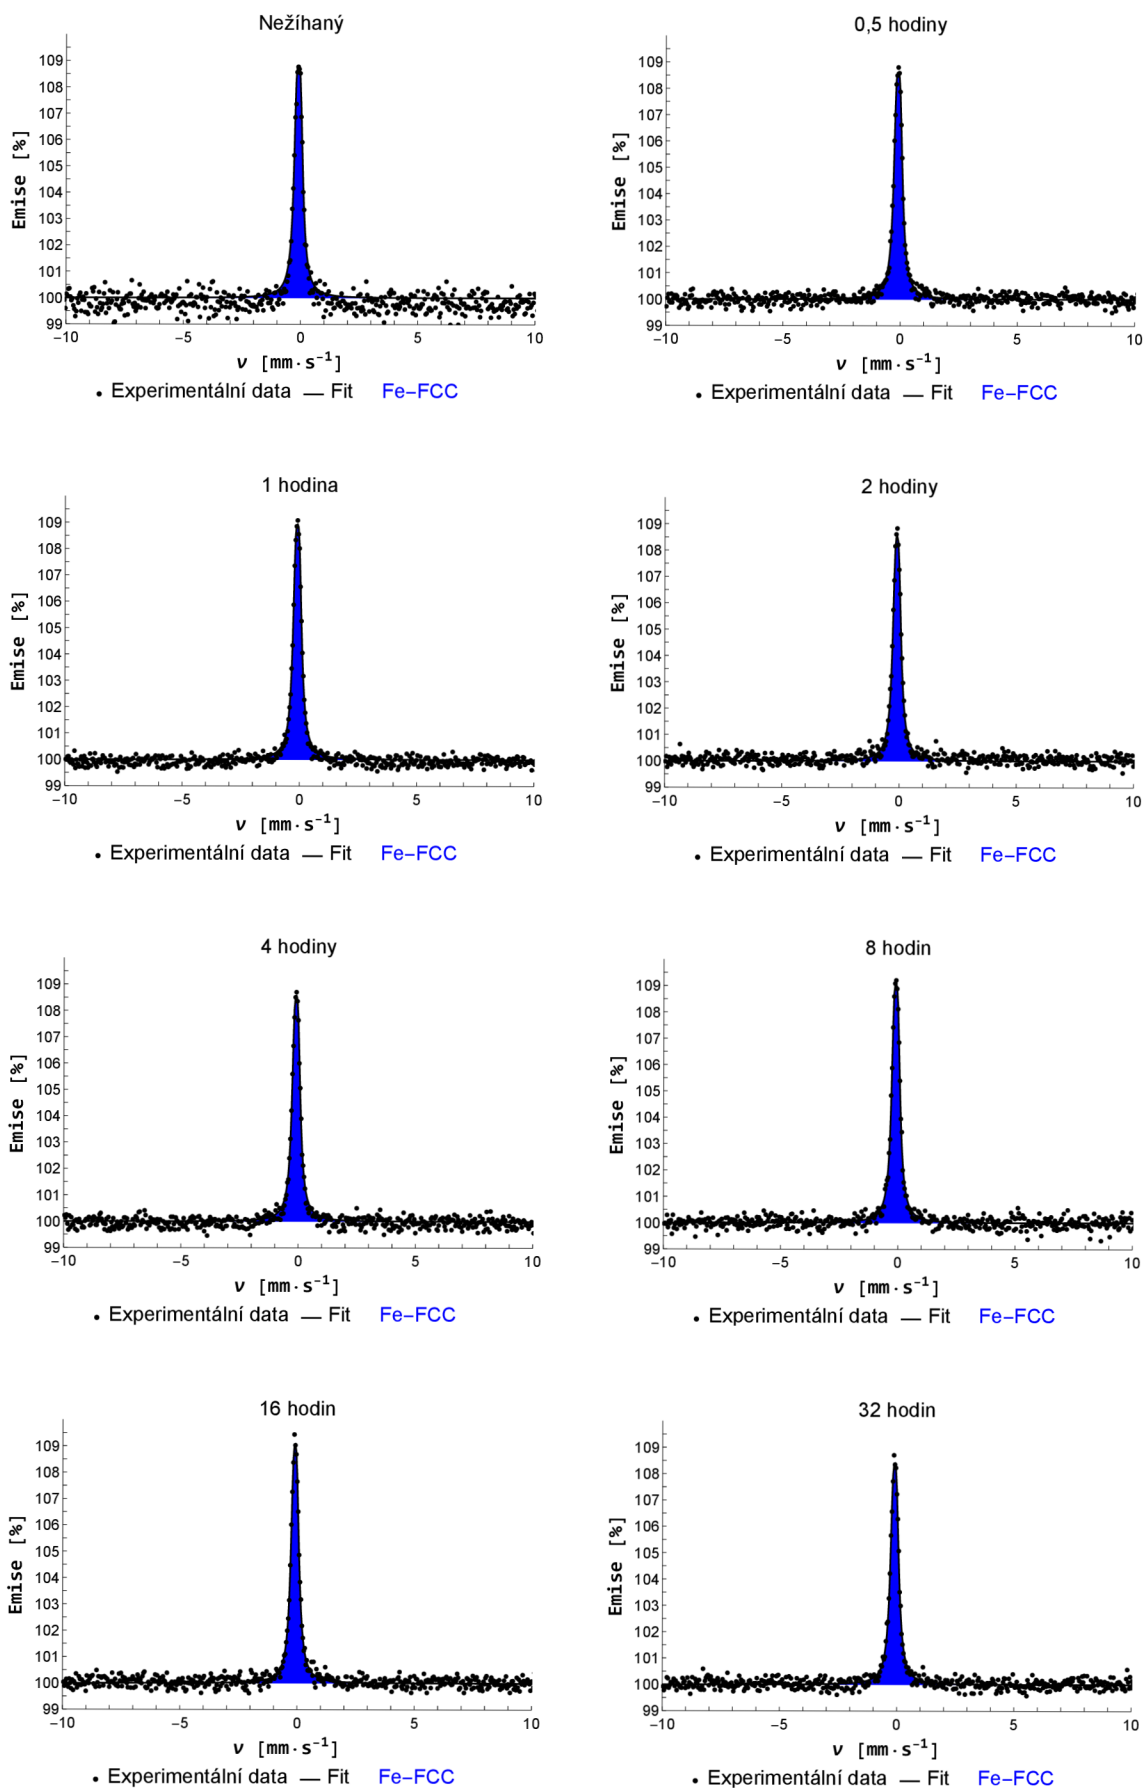 Nežíhaný
109
108
107
106
105
104
103
102
101
100
99
Emise [%]
−10 −5 0 5 10
ν [mm·s⁻¹]
• Experimentální data — Fit Fe−FCC
0,5 hodiny
109
108
107
106
105
104
103
102
101
100
99
Emise [%]
−10 −5 0 5 10
ν [mm·s⁻¹]
• Experimentální data — Fit Fe−FCC
1 hodina
109
108
107
106
105
104
103
102
101
100
99
Emise [%]
−10 −5 0 5 10
ν [mm·s⁻¹]
• Experimentální data — Fit Fe−FCC
2 hodiny
109
108
107
106
105
104
103
102
101
100
99
Emise [%]
−10 −5 0 5 10
ν [mm·s⁻¹]
• Experimentální data — Fit Fe−FCC
4 hodiny
109
108
107
106
105
104
103
102
101
100
99
Emise [%]
−10 −5 0 5 10
ν [mm·s⁻¹]
• Experimentální data — Fit Fe−FCC
8 hodin
109
108
107
106
105
104
103
102
101
100
99
Emise [%]
−10 −5 0 5 10
ν [mm·s⁻¹]
• Experimentální data — Fit Fe−FCC
16 hodin
109
108
107
106
105
104
103
102
101
100
99
Emise [%]
−10 −5 0 5 10
ν [mm·s⁻¹]
• Experimentální data — Fit Fe−FCC
32 hodin
109
108
107
106
105
104
103
102
101
100
99
Emise [%]
−10 −5 0 5 10
ν [mm·s⁻¹]
• Experimentální data — Fit Fe−FCC